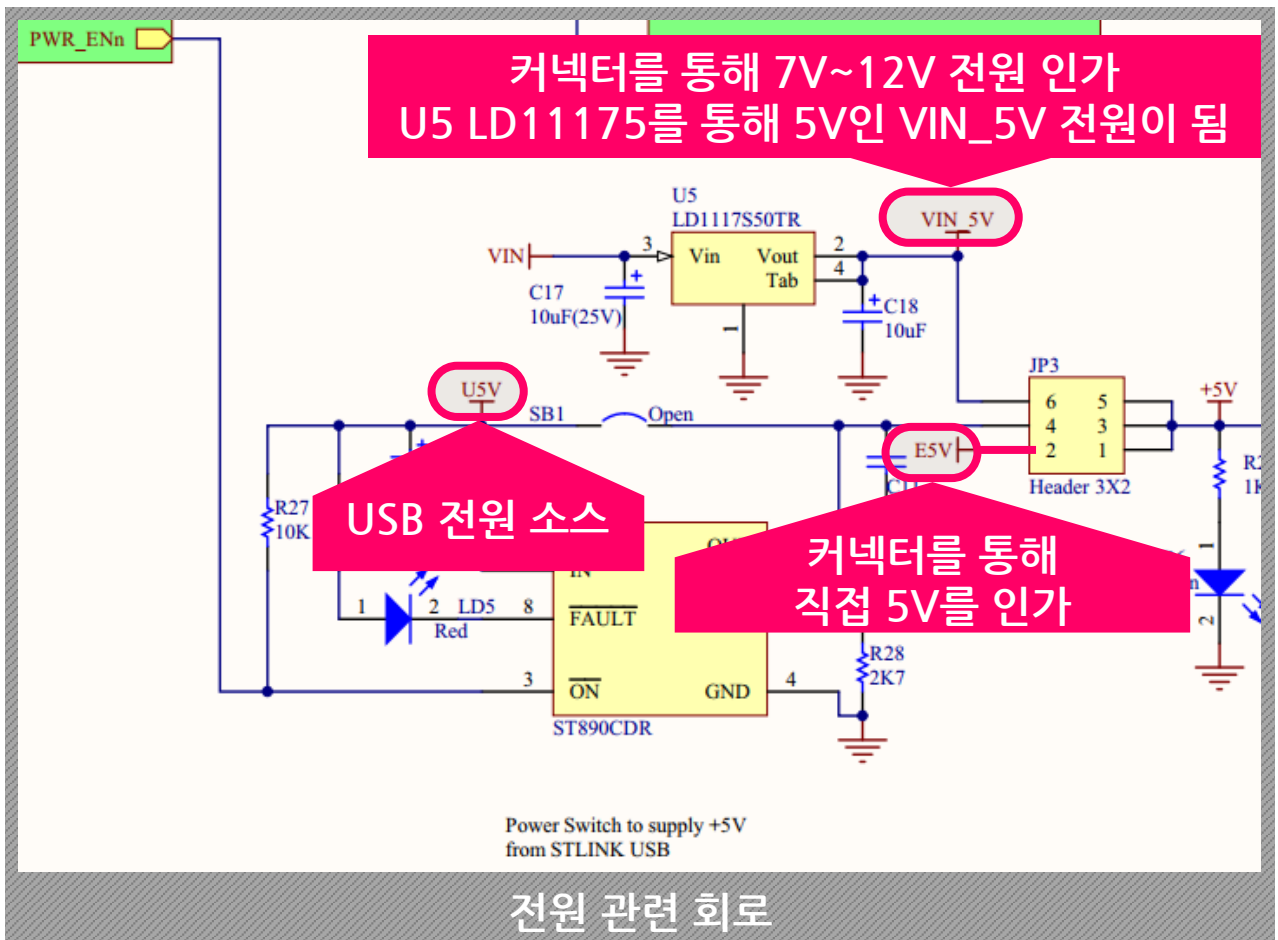 PWR_ENn
커넥터를 통해 7V~12V 전원 인가
U5 LD11175를 통해 5V인 VIN_5V 전원이 됨
U5
LD1117S50TR
VIN_5V
VIN
3
Vin
Vout
2
Tab
4
C17
10uF(25V)
1
C18
10uF
JP3
U5V
SB1
Open
+5V
6 5
4 3
2 1
E5V
Header 3X2
R27
10K
USB 전원 소스
커넥터를 통해
직접 5V를 인가
1
1 2 LD5 8
Red
FAULT
3
ON
GND
4
R28
2K7
2
ST890CDR
Power Switch to supply +5V
from STLINK USB
전원 관련 회로